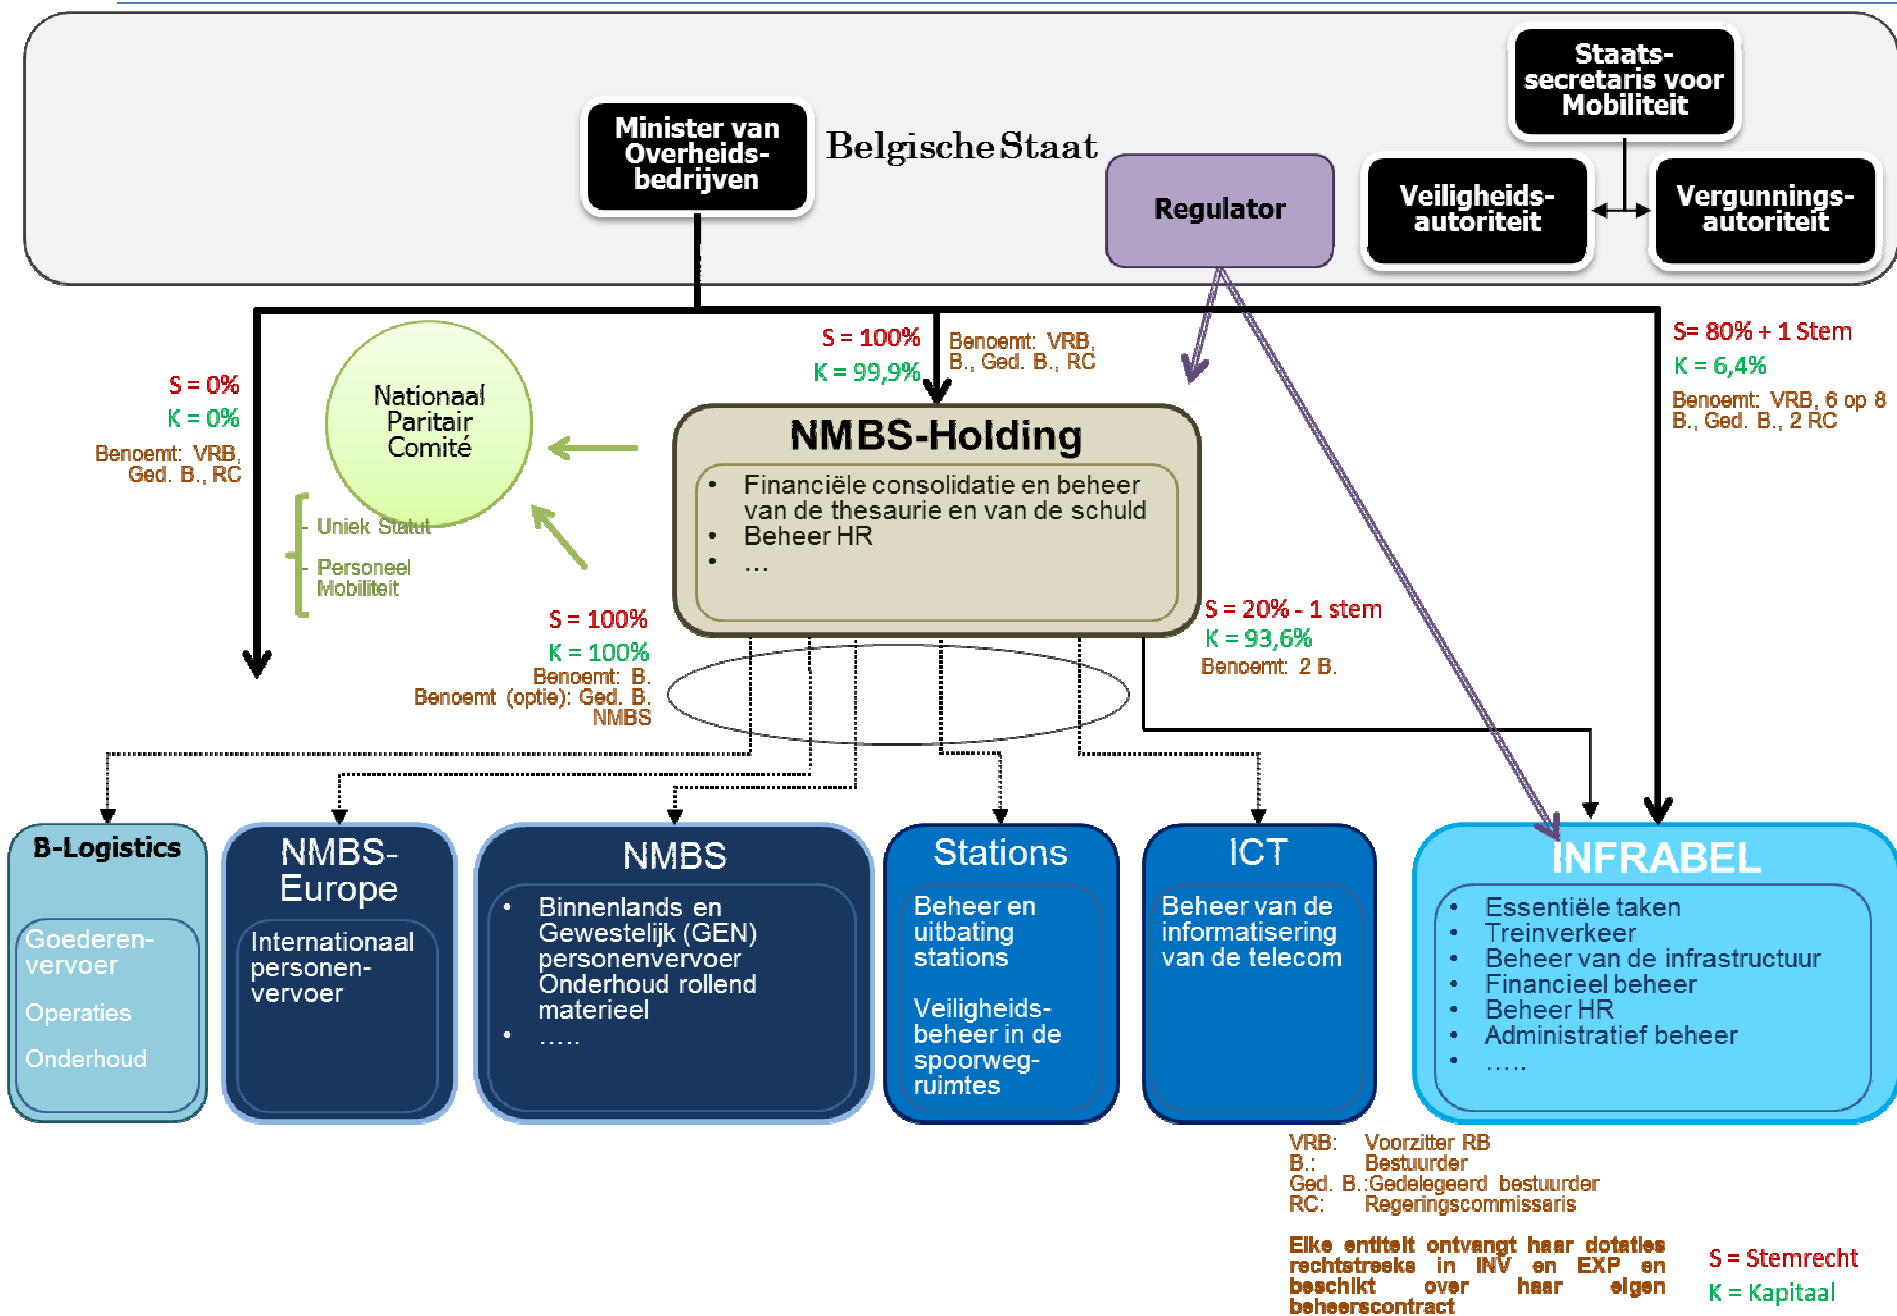 Staats-
secretaris voor
Mobiliteit
Minister van
Overheids-
bedrijven
Belgische Staat
Regulator
Veiligheids-
autoriteit
Vergunnings-
autoriteit
S = 0%
K = 0%
Benoemt: VRB,
Ged. B., RC
Nationaal
Paritair
Comité
- Uniek Statut
- Personeel
Mobiliteit
S = 100%
K = 99,9%
Benoemt: VRB,
B., Ged. B., RC
S= 80% + 1 Stem
K = 6,4%
Benoemt: VRB, 6 op 8
B., Ged. B., 2 RC
NMBS-Holding
• Financiële consolidatie en beheer
van de thesaurie en van de schuld
• Beheer HR
• ...
S = 100%
K = 100%
Benoemt: B.
Benoemt (optie): Ged. B.
NMBS
S = 20% - 1 stem
K = 93,6%
Benoemt: 2 B.
B-Logistics
Goederen-
vervoer
Operaties
Onderhoud
NMBS-
Europe
Internationaal
personen-
vervoer
NMBS
• Binnenlands en
Gewestelijk (GEN)
personenvervoer
Onderhoud rollend
materieel
• .....
Stations
Beheer en
uitbating
stations
Veiligheids-
beheer in de
spoorweg-
ruimtes
ICT
Beheer van de
informatisering
van de telecom
INFRABEL
• Essentiële taken
• Treinverkeer
• Beheer van de infrastructuur
• Financieel beheer
• Beheer HR
• Administratief beheer
• .....
VRB: Voorzitter RB
B.: Bestuurder
Ged. B.:Gedelegeerd bestuurder
RC: Regeringscommissaris
Elke entiteit ontvangt haar dotaties
rechtstreeks in INV en EXP en
beschikt over haar eigen
beheerscontract
S = Stemrecht
K = Kapitaal